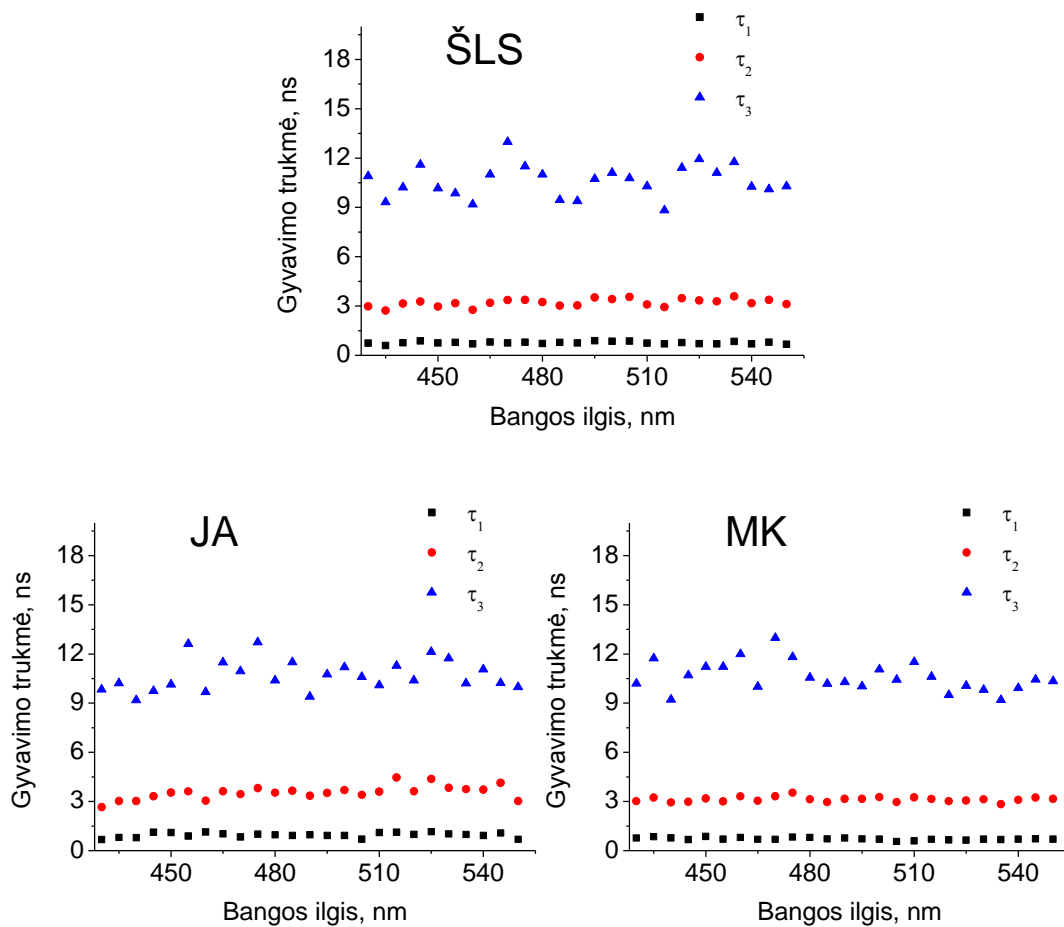 ŠLS
τ1
τ2
τ3
Gyvavimo trukmė, ns
18
15
12
9
6
3
0
450 480 510 540
Bangos ilgis, nm
JA
τ1
τ2
τ3
Gyvavimo trukmė, ns
18
15
12
9
6
3
0
450 480 510 540
Bangos ilgis, nm
MK
τ1
τ2
τ3
Gyvavimo trukmė, ns
18
15
12
9
6
3
0
450 480 510 540
Bangos ilgis, nm